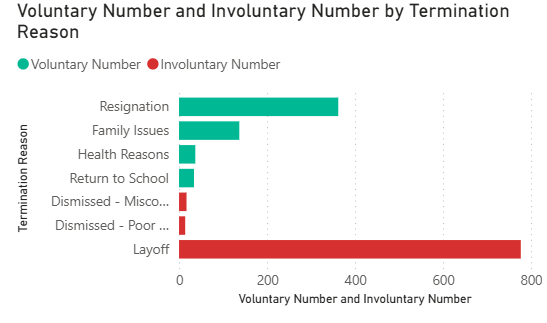 Voluntary Number and Involuntary Number by Termination
Reason
Voluntary Number Involuntary Number
Termination Reason
Resignation
Family Issues
Health Reasons
Return to School
Dismissed - Misco...
Dismissed - Poor ...
Layoff
0 200 400 600 800
Voluntary Number and Involuntary Number